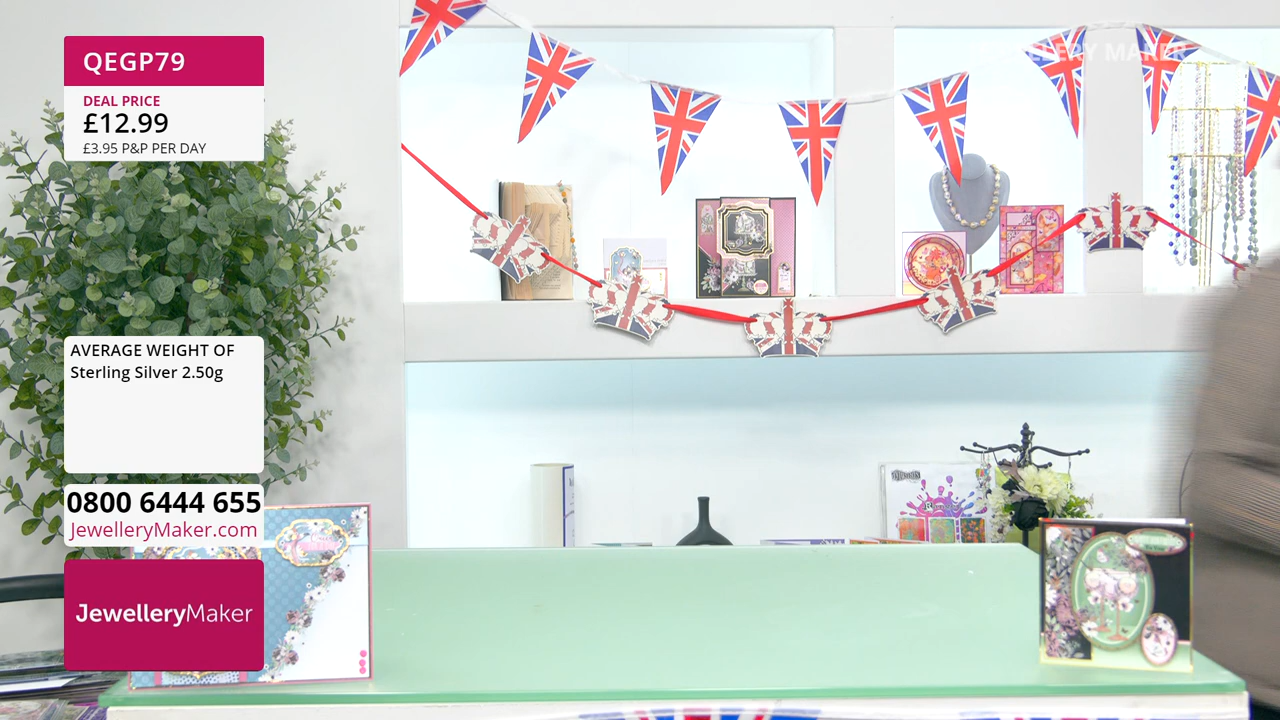 QEGP79
DEAL PRICE
£12.99
£3.95 P&P PER DAY
AVERAGE WEIGHT OF
Sterling Silver 2.50g
0800 6444 655
JewelleryMaker.com
JewelleryMaker
ELLERY MAKER